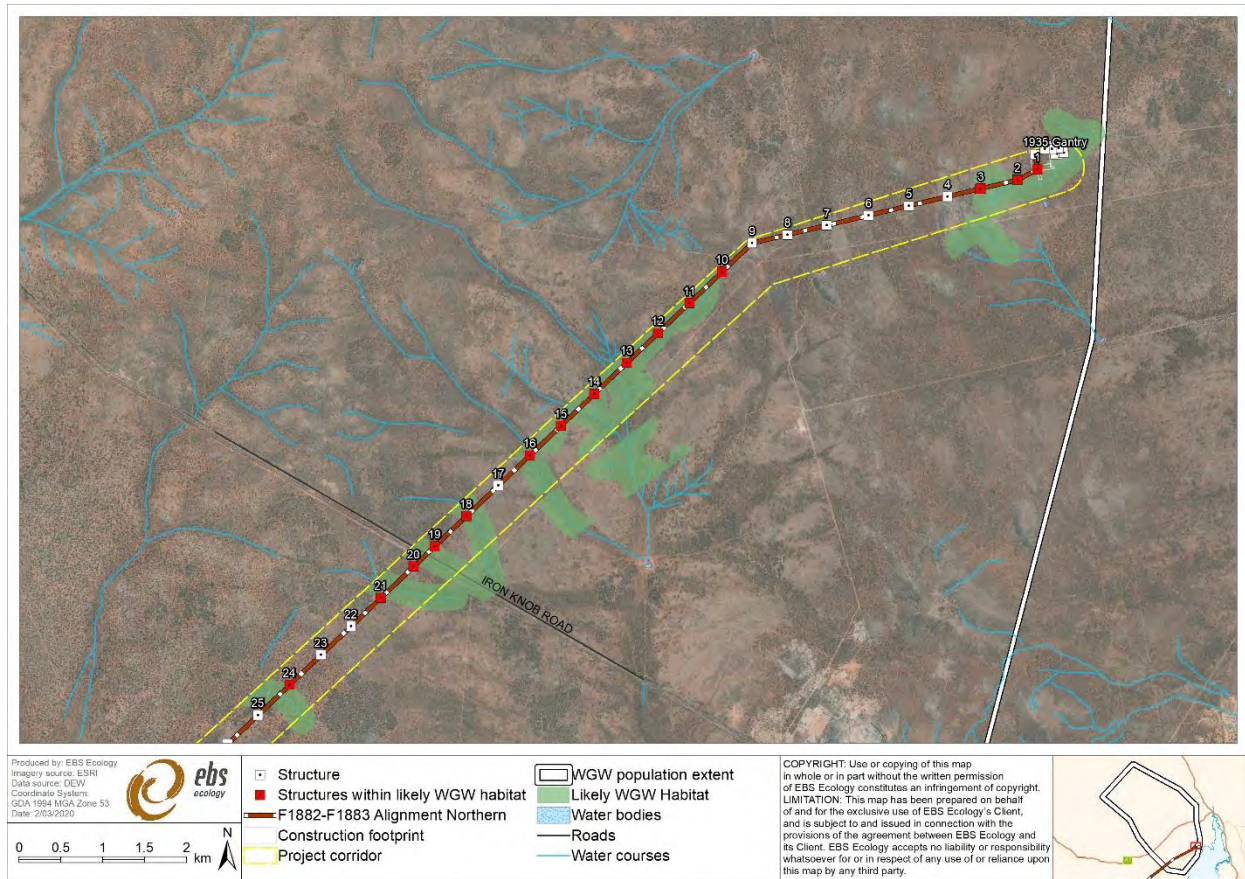 1935 Gantry
1
2
3
4
5
6
7
8
9
10
11
12
13
14
15
16
17
18
19
20
21
22
23
24
25
IRON KNOB ROAD
Produced by: EBS Ecology
Imagery source: ESRI
Data source: DEW
Coordinate System:
GDA 1994 MGA Zone 53
Date: 2/03/2020
ebs
ecology
0 0.5 1 1.5 2
km
N
Structure
Structures within likely WGW habitat
F1882-F1883 Alignment Northern
Construction footprint
Project corridor
WGW population extent
Likely WGW Habitat
Water bodies
Roads
Water courses
COPYRIGHT: Use or copying of this map
in whole or in part without the written permission
of EBS Ecology constitutes an infringement of copyright.
LIMITATION: This map has been prepared on behalf
of and for the exclusive use of EBS Ecology's Client,
and is subject to and issued in connection with the
provisions of the agreement between EBS Ecology and
its Client. EBS Ecology accepts no liability or responsibility
whatsoever for or in respect of any use of or reliance upon
this map by any third party.